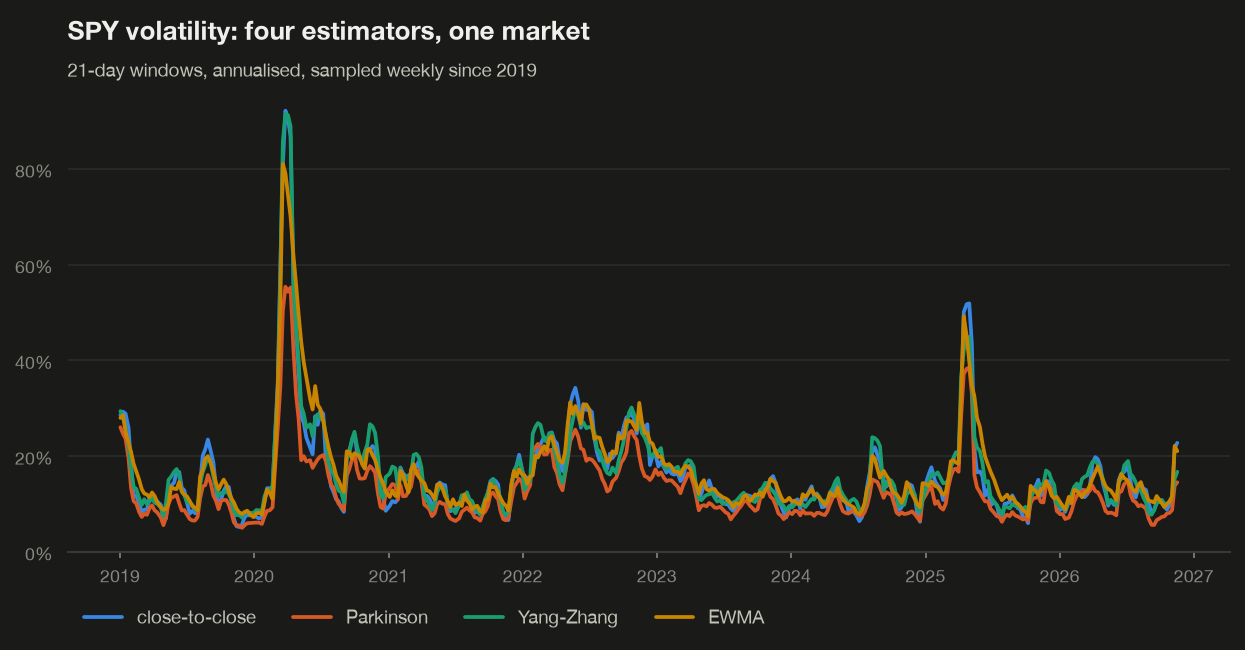 SPY volatility: four estimators, one market
21-day windows, annualised, sampled weekly since 2019
80%
60%
40%
20%
0%
2019 2020 2021 2022 2023 2024 2025 2026 2027
close-to-close Parkinson Yang-Zhang EWMA